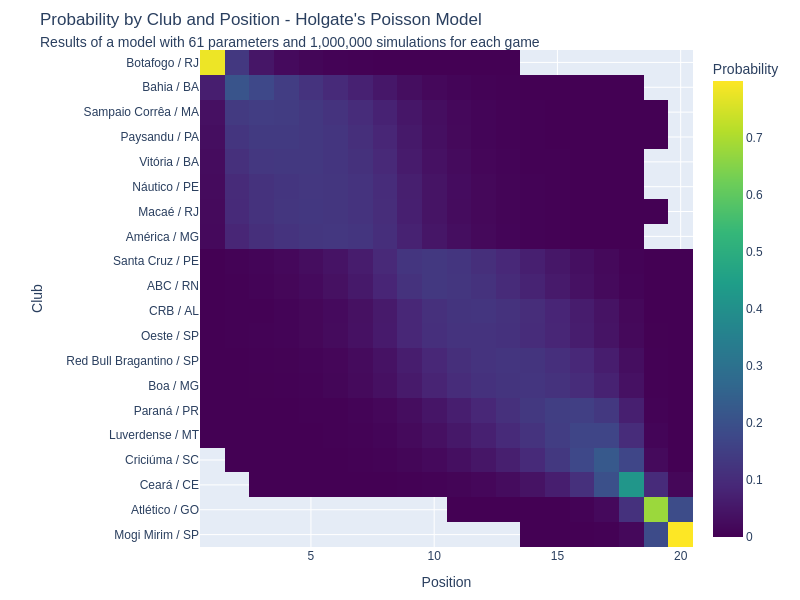 Probability by Club and Position - Holgate's Poisson Model
Results of a model with 61 parameters and 1,000,000 simulations for each game
Probability
Botafogo / RJ
Bahia / BA
Sampaio Corrêa / MA
Paysandu / PA
Vitória / BA
Náutico / PE
Macaé / RJ
América / MG
Santa Cruz / PE
ABC / RN
CRB / AL
Oeste / SP
Red Bull Bragantino / SP
Boa / MG
Paraná / PR
Luverdense / MT
Criciúma / SC
Ceará / CE
Atlético / GO
Mogi Mirim / SP
Club
5
10
15
20
Position
0.7
0.6
0.5
0.4
0.3
0.2
0.1
0